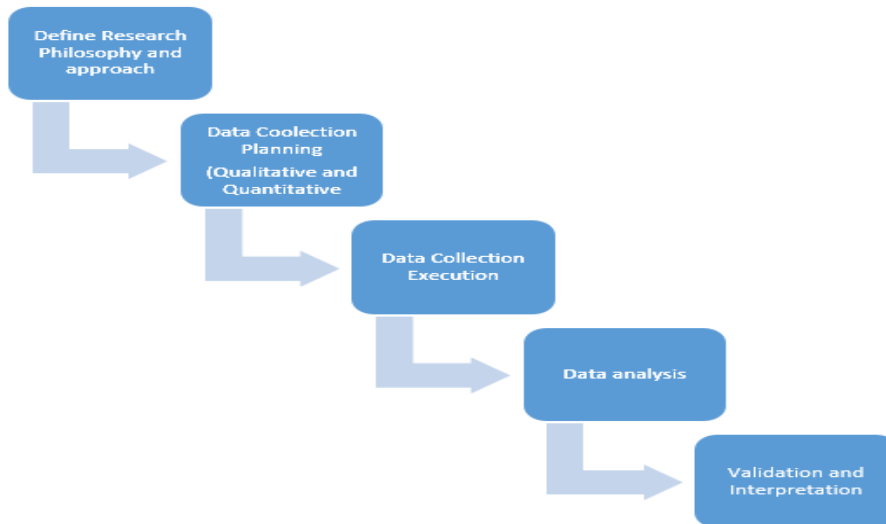 Define Research
Philosophy and
approach
Data Coolection
Planning
(Qualitative and
Quantitative
Data Collection
Execution
Data analysis
Validation and
Interpretation